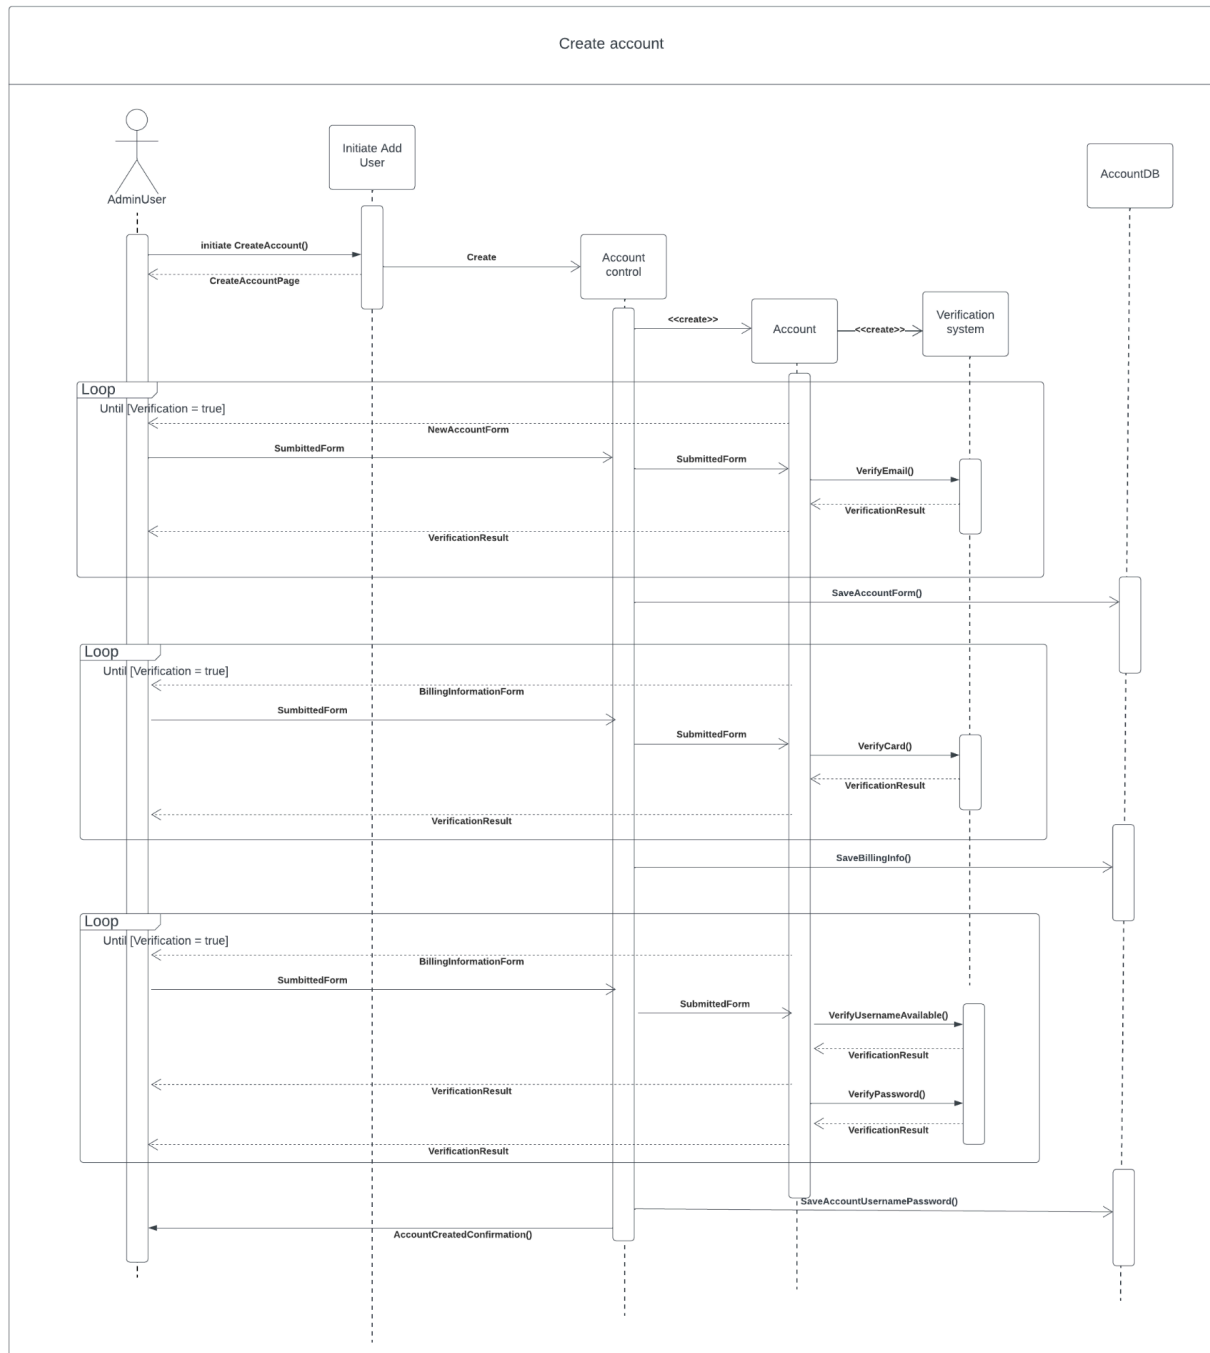 Create account
AdminUser
Initiate Add
User
AccountDB
initiate CreateAccount()
CreateAccountPage
Create
Account
control
<<create>>
Account
<<create>>
Verification
system
Loop
Until [Verification = true]
NewAccountForm
SumbittedForm
SubmittedForm
VerifyEmail()
VerificationResult
VerificationResult
SaveAccountForm()
Loop
Until [Verification = true]
BillingInformationForm
SumbittedForm
SubmittedForm
VerifyCard()
VerificationResult
VerificationResult
SaveBillingInfo()
Loop
Until [Verification = true]
BillingInformationForm
SumbittedForm
SubmittedForm
VerifyUsernameAvailable()
VerificationResult
VerificationResult
VerifyPassword()
VerificationResult
VerificationResult
SaveAccountUsernamePassword()
AccountCreatedConfirmation()